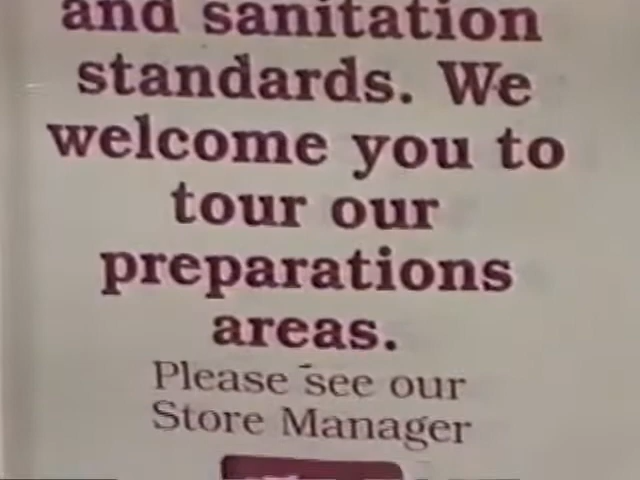 and sanitation
standards. We
welcome you to
tour our
preparations
areas.
Please see our
Store Manager